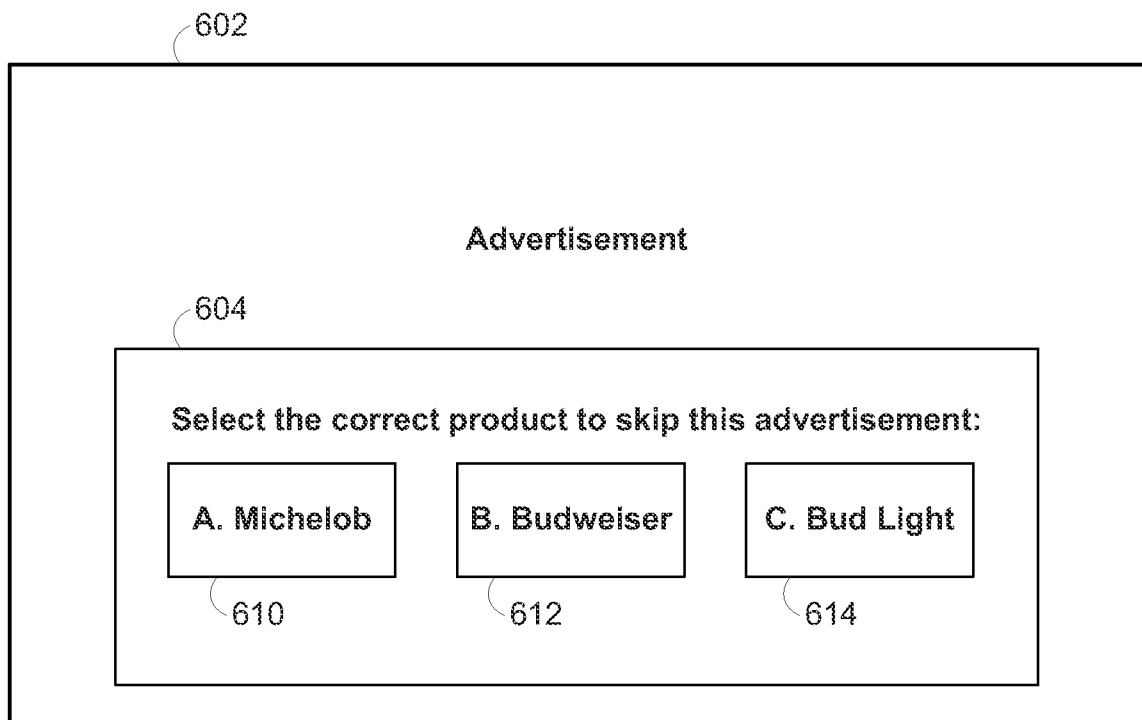 602
Advertisement
604
Select the correct product to skip this advertisement:
A. Michelob B. Budweiser C. Bud Light
610 612 614